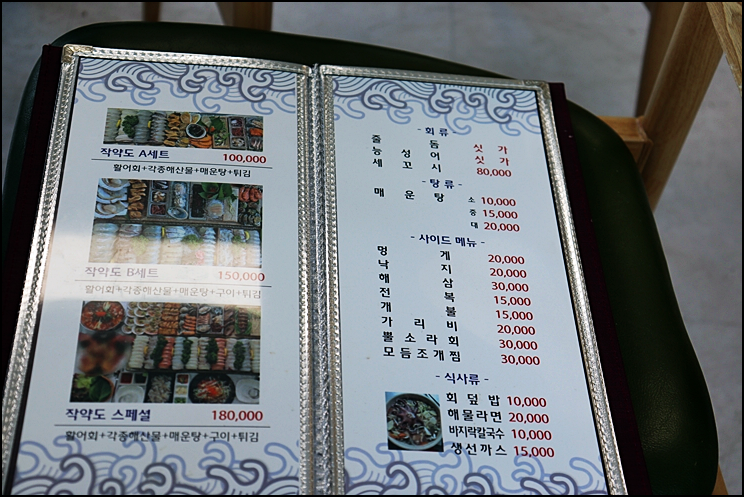 작약도 A세트 100,000
활어회+각종해산물+매운탕+튀김
작약도 B세트 150,000
활어회+각종해산물+매운탕+구이+튀김
작약도 스페셜 180,000
활어회+각종해산물+매운탕+구이+튀김
- 회 류 -
줄돔 싯가
능성어 싯가
세꼬시 80,000
- 탕 류 -
매운탕 소 10,000
중 15,000
대 20,000
- 사이드 메뉴 -
멍게 20,000
낙지 20,000
해삼 30,000
전복 15,000
개불 15,000
가리비 20,000
뿔소라회 30,000
모듬조개찜 30,000
- 식사류 -
회덮밥 10,000
해물라면 20,000
바지락칼국수 10,000
생선까스 15,000